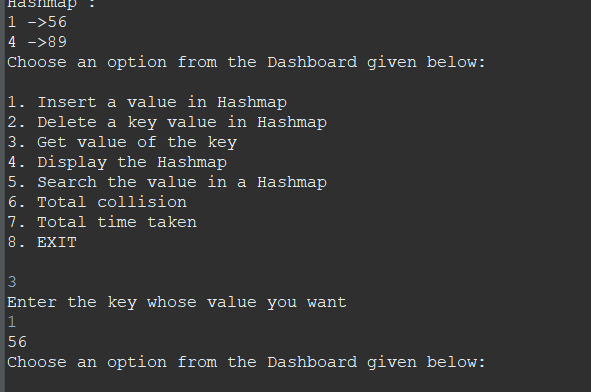 Hashmap :
1 ->56
4 ->89
Choose an option from the Dashboard given below:
1. Insert a value in Hashmap
2. Delete a key value in Hashmap
3. Get value of the key
4. Display the Hashmap
5. Search the value in a Hashmap
6. Total collision
7. Total time taken
8. EXIT
3
Enter the key whose value you want
1
56
Choose an option from the Dashboard given below: